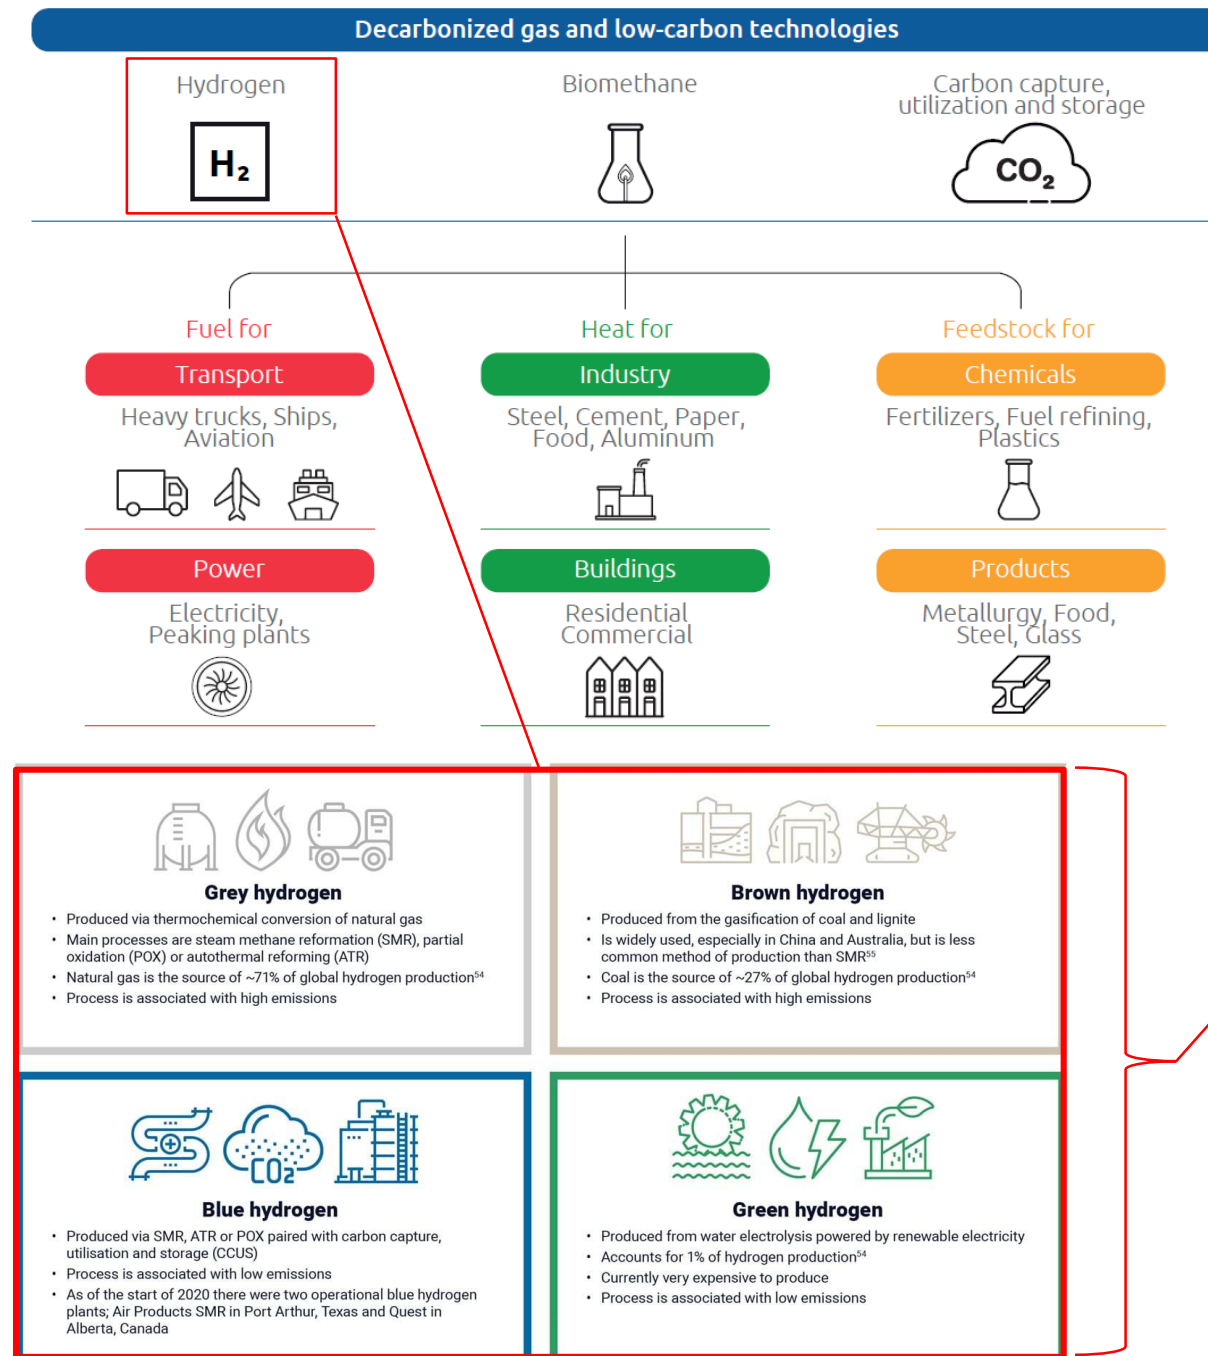 Decarbonized gas and low-carbon technologies
Hydrogen
H₂
Biomethane
Carbon capture,
utilization and storage
CO₂
Fuel for
Transport
Heavy trucks, Ships,
Aviation
Heat for
Industry
Steel, Cement, Paper,
Food, Aluminum
Feedstock for
Chemicals
Fertilizers, Fuel refining,
Plastics
Power
Electricity,
Peaking plants
Buildings
Residential
Commercial
Products
Metallurgy, Food,
Steel, Glass
Grey hydrogen
• Produced via thermochemical conversion of natural gas
• Main processes are steam methane reformation (SMR), partial
oxidation (POX) or autothermal reforming (ATR)
• Natural gas is the source of ~71% of global hydrogen production⁵⁴
• Process is associated with high emissions
Brown hydrogen
• Produced from the gasification of coal and lignite
• Is widely used, especially in China and Australia, but is less
common method of production than SMR⁵⁵
• Coal is the source of ~27% of global hydrogen production⁵⁴
• Process is associated with high emissions
CO₂
Blue hydrogen
• Produced via SMR, ATR or POX paired with carbon capture,
utilisation and storage (CCUS)
• Process is associated with low emissions
• As of the start of 2020 there were two operational blue hydrogen
plants; Air Products SMR in Port Arthur, Texas and Quest in
Alberta, Canada
Green hydrogen
• Produced from water electrolysis powered by renewable electricity
• Accounts for 1% of hydrogen production⁵⁴
• Currently very expensive to produce
• Process is associated with low emissions